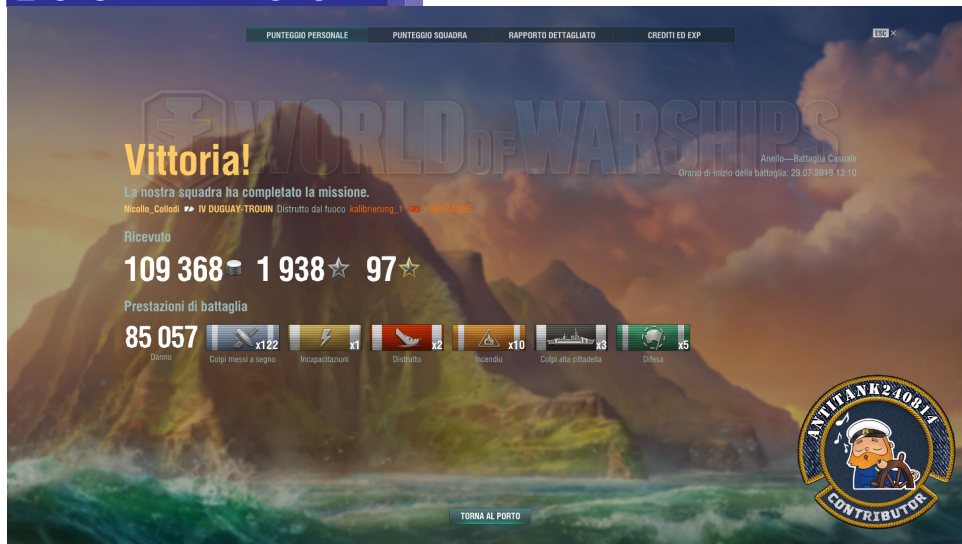 PUNTEGGIO PERSONALE PUNTEGGIO SQUADRA RAPPORTO DETTAGLIATO CREDITI ED EXP ESC ×
WORLD OF WARSHIPS
Vittoria!
Anello—Battaglia Casuale
Orario di inizio della battaglia: 29.07.2019 13:10
La nostra squadra ha completato la missione.
Nicollo_Collodi IV DUGUAY-TROUIN Distrutto dal fuoco kalibrierung_1
Ricevuto
109 368 1 938 97
Prestazioni di battaglia
85 057 x122 x1 x2 x10 x3 x5
Danno Colpi messi a segno Incapacitazioni Distrutto Incendio Colpi alla cittadella Difesa
ANTITANK240814
CONTRIBUTOR
TORNA AL PORTO